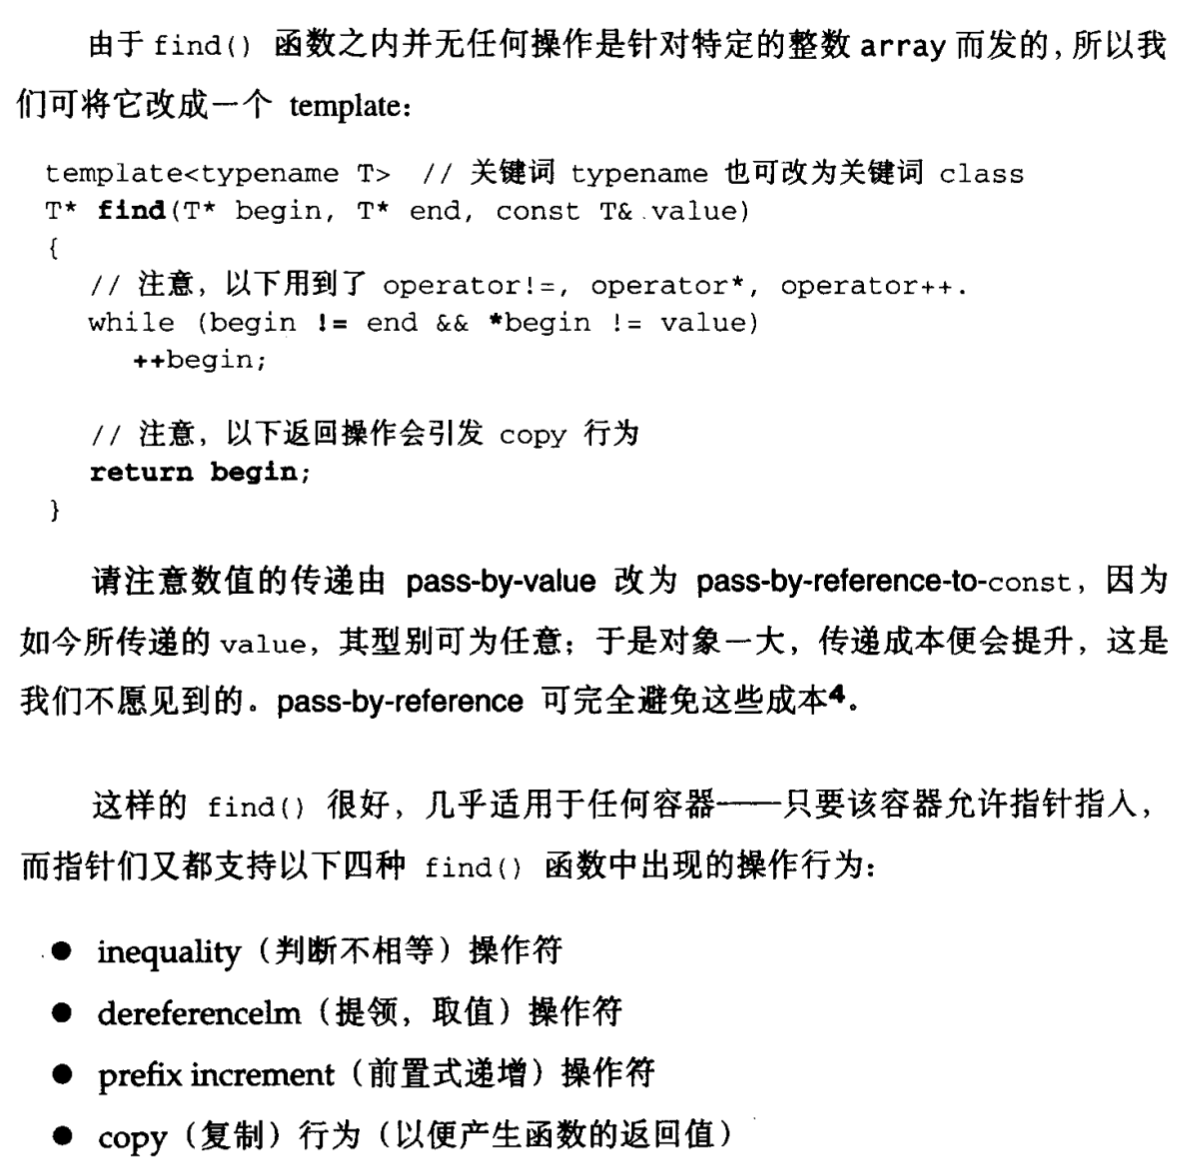 由于 find() 函数之内并无任何操作是针对特定的整数 array 而发的，所以我
们可将它改成一个 template：
template<typename T> // 关键词 typename 也可改为关键词 class
T* find(T* begin, T* end, const T& value)
{
// 注意，以下用到了 operator!=, operator*, operator++.
while (begin != end && *begin != value)
++begin;
// 注意，以下返回操作会引发 copy 行为
return begin;
}
请注意数值的传递由 pass-by-value 改为 pass-by-reference-to-const，因为
如今所传递的 value，其型别可为任意；于是对象一大，传递成本便会提升，这是
我们不愿见到的。pass-by-reference 可完全避免这些成本4。
这样的 find() 很好，几乎适用于任何容器——只要该容器允许指针指入，
而指针们又都支持以下四种 find() 函数中出现的操作行为：
● inequality（判断不相等）操作符
● dereferencelm（提领，取值）操作符
● prefix increment（前置式递增）操作符
● copy（复制）行为（以便产生函数的返回值）